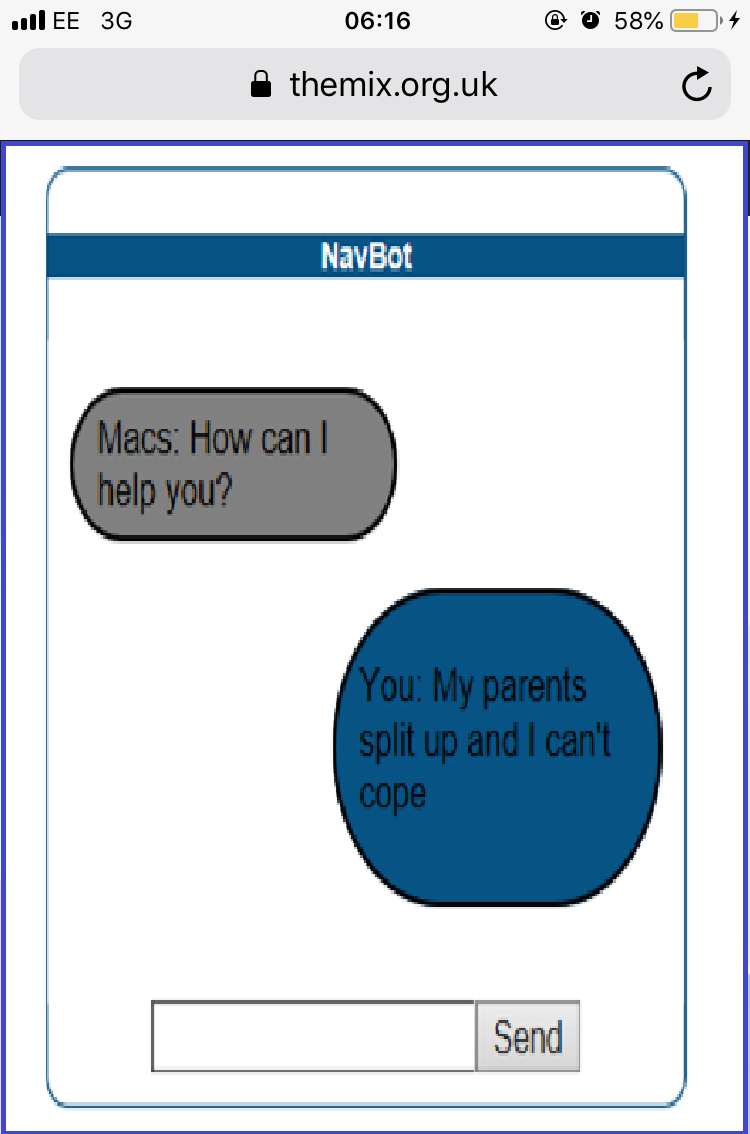 EE 3G 06:16 58%
themix.org.uk
NavBot
Macs: How can I
help you?
You: My parents
split up and I can't
cope
Send